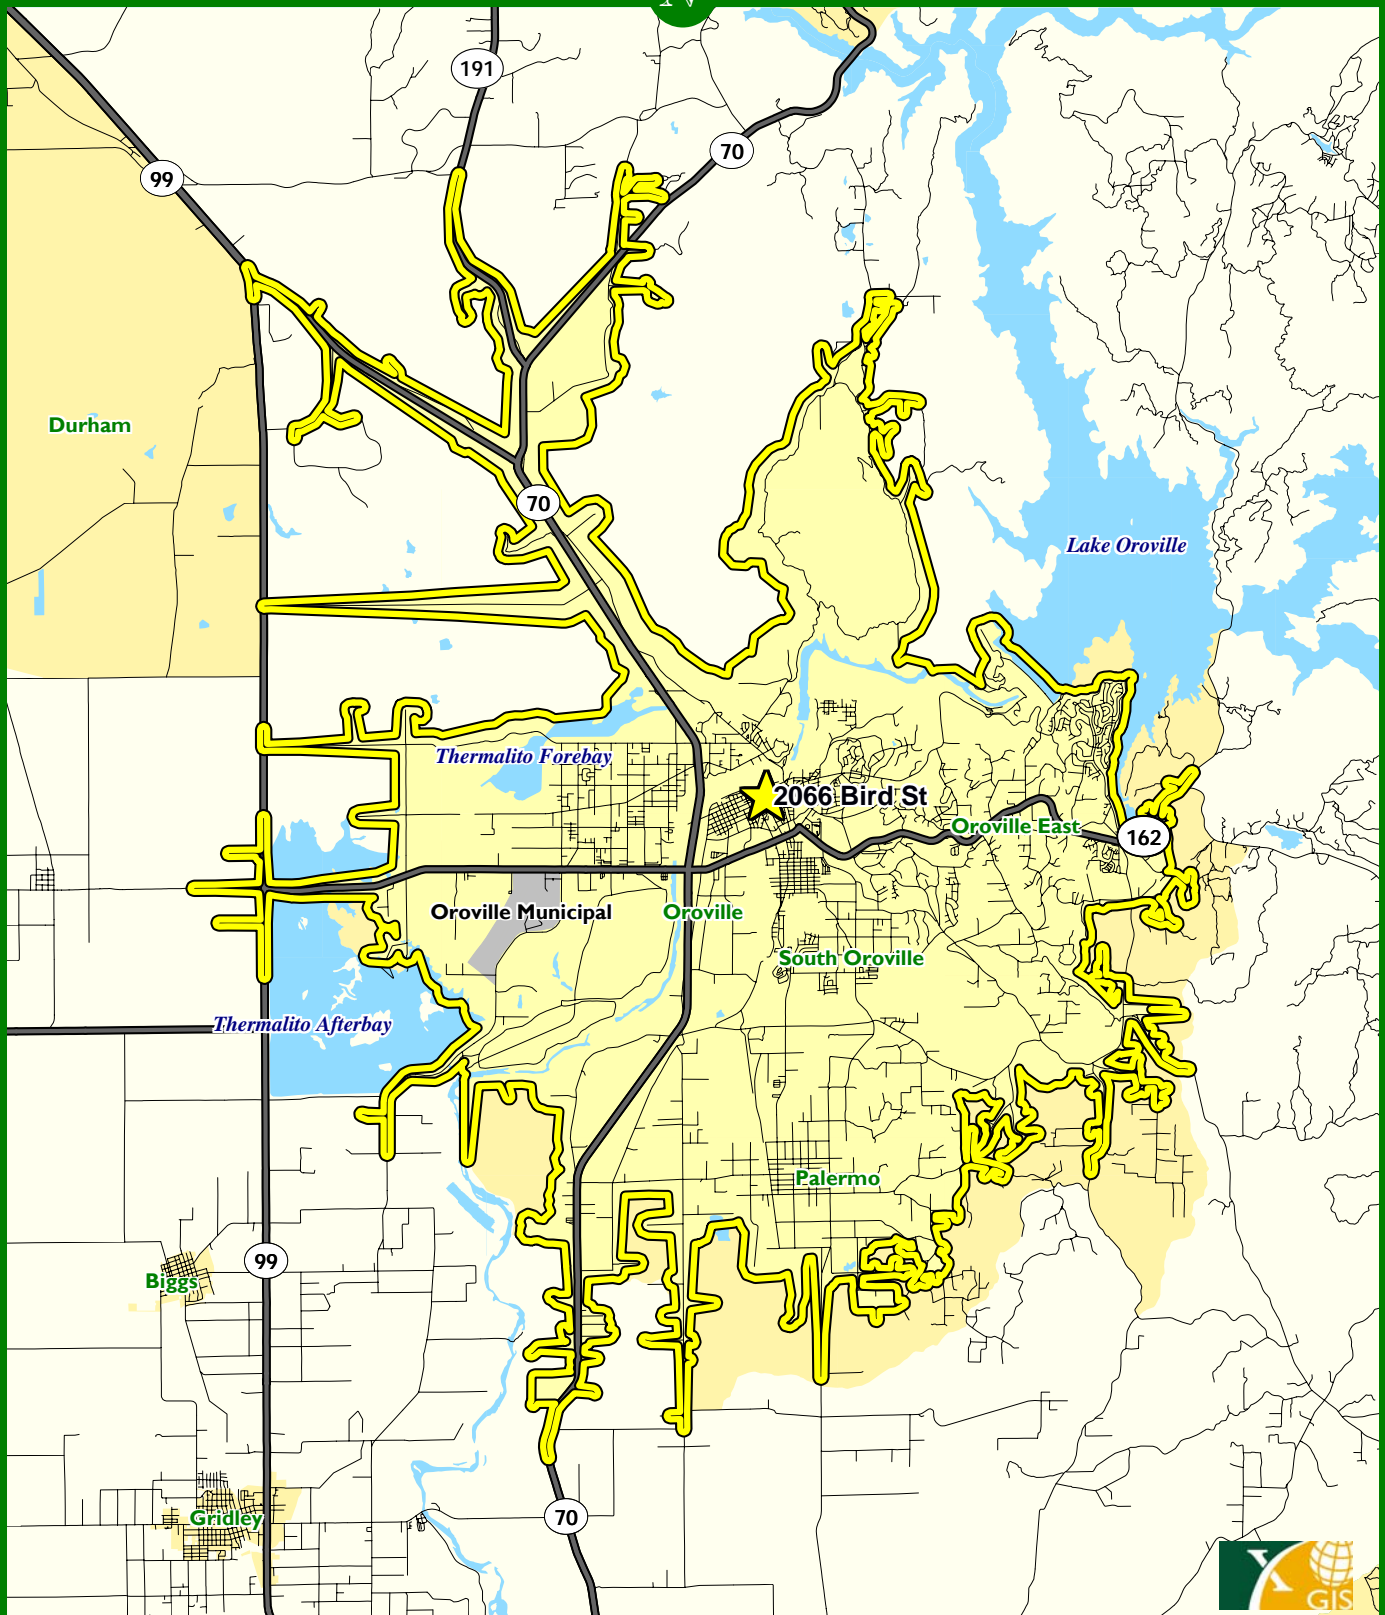 191
70
99
Durham
70
Lake Oroville
Thermalito Forebay
2066 Bird St
Oroville East
162
Oroville Municipal
Oroville
South Oroville
Thermalito Afterbay
Palermo
99
Biggs
70
Gridley
X
GIS